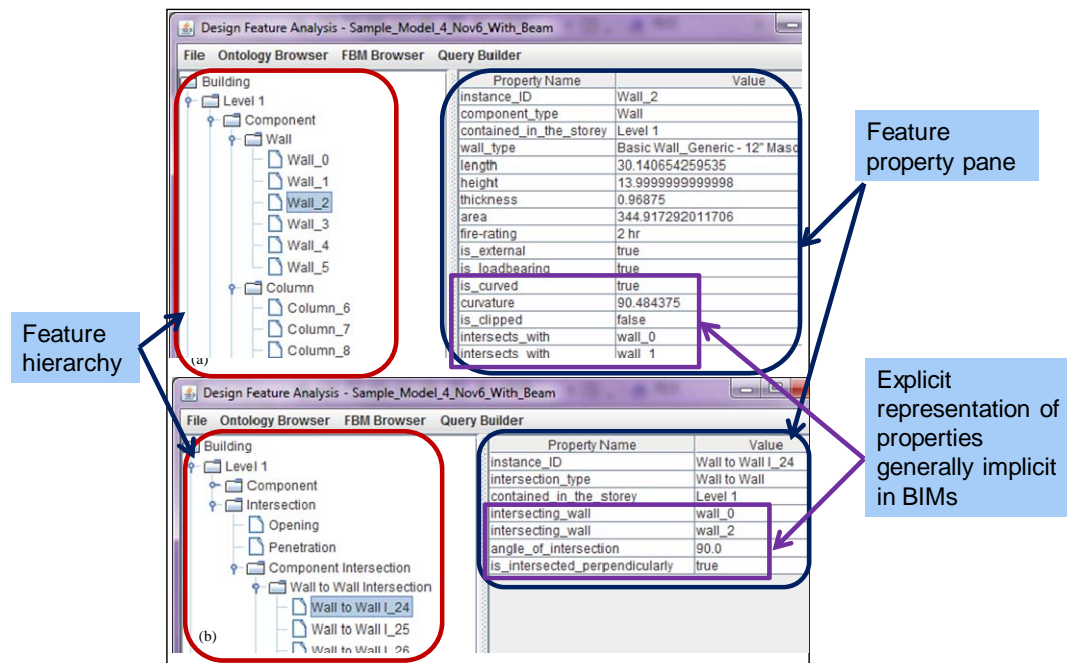 Design Feature Analysis - Sample_Model_4_Nov6_With_Beam
File Ontology Browser FBM Browser Query Builder
Building
Level 1
Component
Wall
Wall_0
Wall_1
Wall_2
Wall_3
Wall_4
Wall_5
Column
Column_6
Column_7
Column_8
(a)
Property Name Value
instance_ID Wall_2
component_type Wall
contained_in_the_storey Level 1
wall_type Basic Wall_Generic - 12" Masc
length 30.140654259535
height 13.9999999999998
thickness 0.96875
area 344.917292011706
fire-rating 2 hr
is_external true
is_loadbearing true
is_curved true
curvature 90.484375
is_clipped false
intersects_with wall_0
intersects_with wall_1
Feature
property pane
Feature
hierarchy
Explicit
representation of
properties
generally implicit
in BIMs
Design Feature Analysis - Sample_Model_4_Nov6_With_Beam
File Ontology Browser FBM Browser Query Builder
Building
Level 1
Component
Intersection
Opening
Penetration
Component Intersection
Wall to Wall Intersection
Wall to Wall I_24
Wall to Wall I_25
Wall to Wall I_26
(b)
Property Name Value
instance_ID Wall to Wall I_24
intersection_type Wall to Wall
contained_in_the_storey Level 1
intersecting_wall wall_0
intersecting_wall wall_2
angle_of_intersection 90.0
is_intersected_perpendicularly true